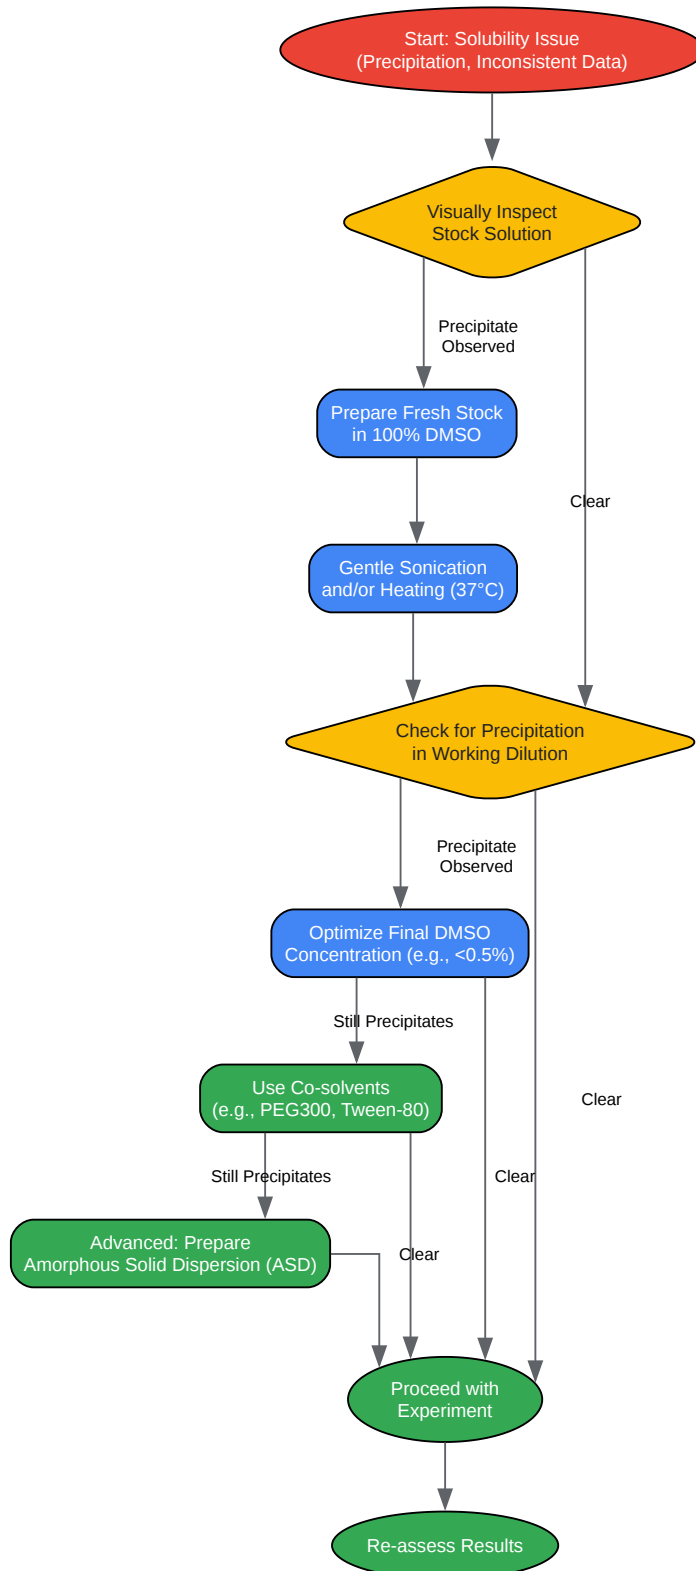 Start: Solubility Issue
(Precipitation, Inconsistent Data)
Visually Inspect
Stock Solution
Precipitate
Observed
Prepare Fresh Stock
in 100% DMSO
Clear
Gentle Sonication
and/or Heating (37°C)
Check for Precipitation
in Working Dilution
Precipitate
Observed
Optimize Final DMSO
Concentration (e.g., <0.5%)
Still Precipitates
Use Co-solvents
(e.g., PEG300, Tween-80)
Clear
Still Precipitates
Clear
Advanced: Prepare
Amorphous Solid Dispersion (ASD)
Clear
Proceed with
Experiment
Re-assess Results